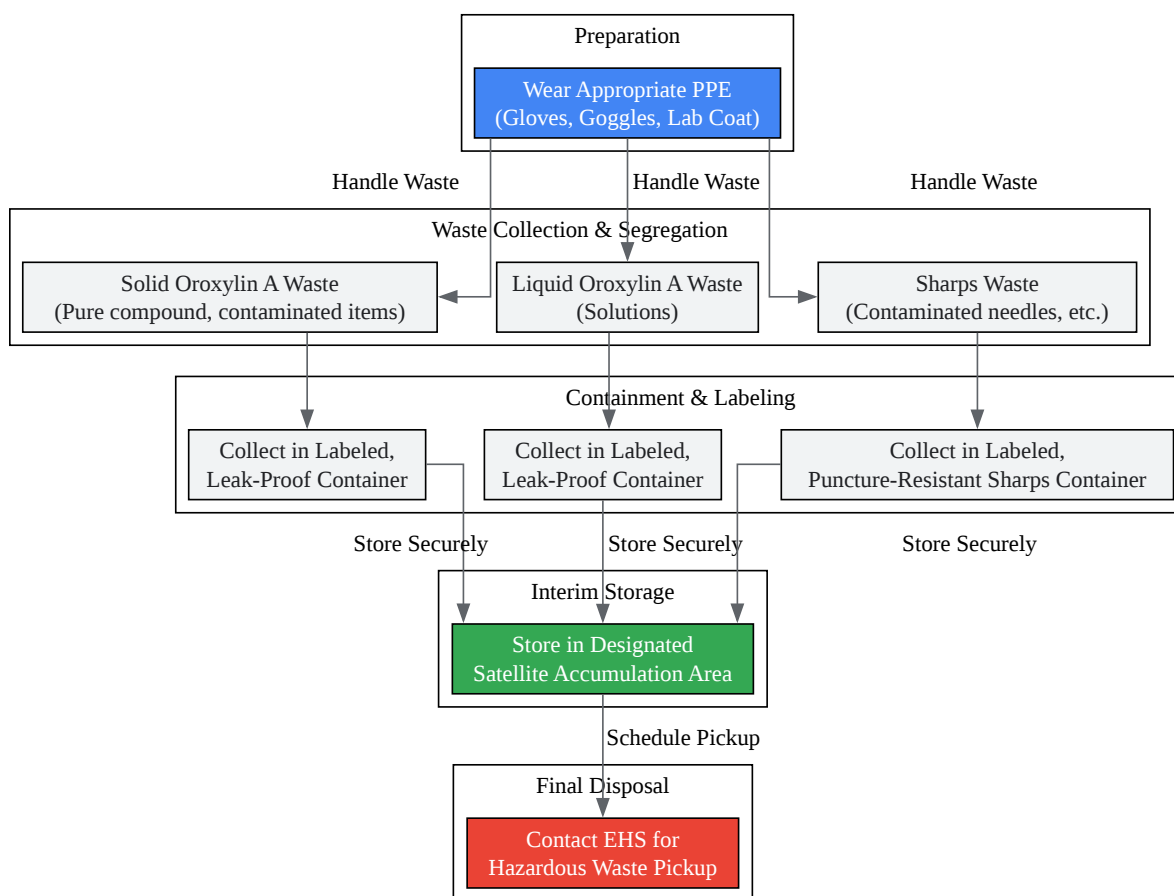 Preparation
Wear Appropriate PPE
(Gloves, Goggles, Lab Coat)
Handle Waste
Handle Waste
Handle Waste
Waste Collection & Segregation
Solid Oroxylin A Waste
(Pure compound, contaminated items)
Liquid Oroxylin A Waste
(Solutions)
Sharps Waste
(Contaminated needles, etc.)
Containment & Labeling
Collect in Labeled,
Leak-Proof Container
Collect in Labeled,
Leak-Proof Container
Collect in Labeled,
Puncture-Resistant Sharps Container
Store Securely
Store Securely
Store Securely
Interim Storage
Store in Designated
Satellite Accumulation Area
Schedule Pickup
Final Disposal
Contact EHS for
Hazardous Waste Pickup